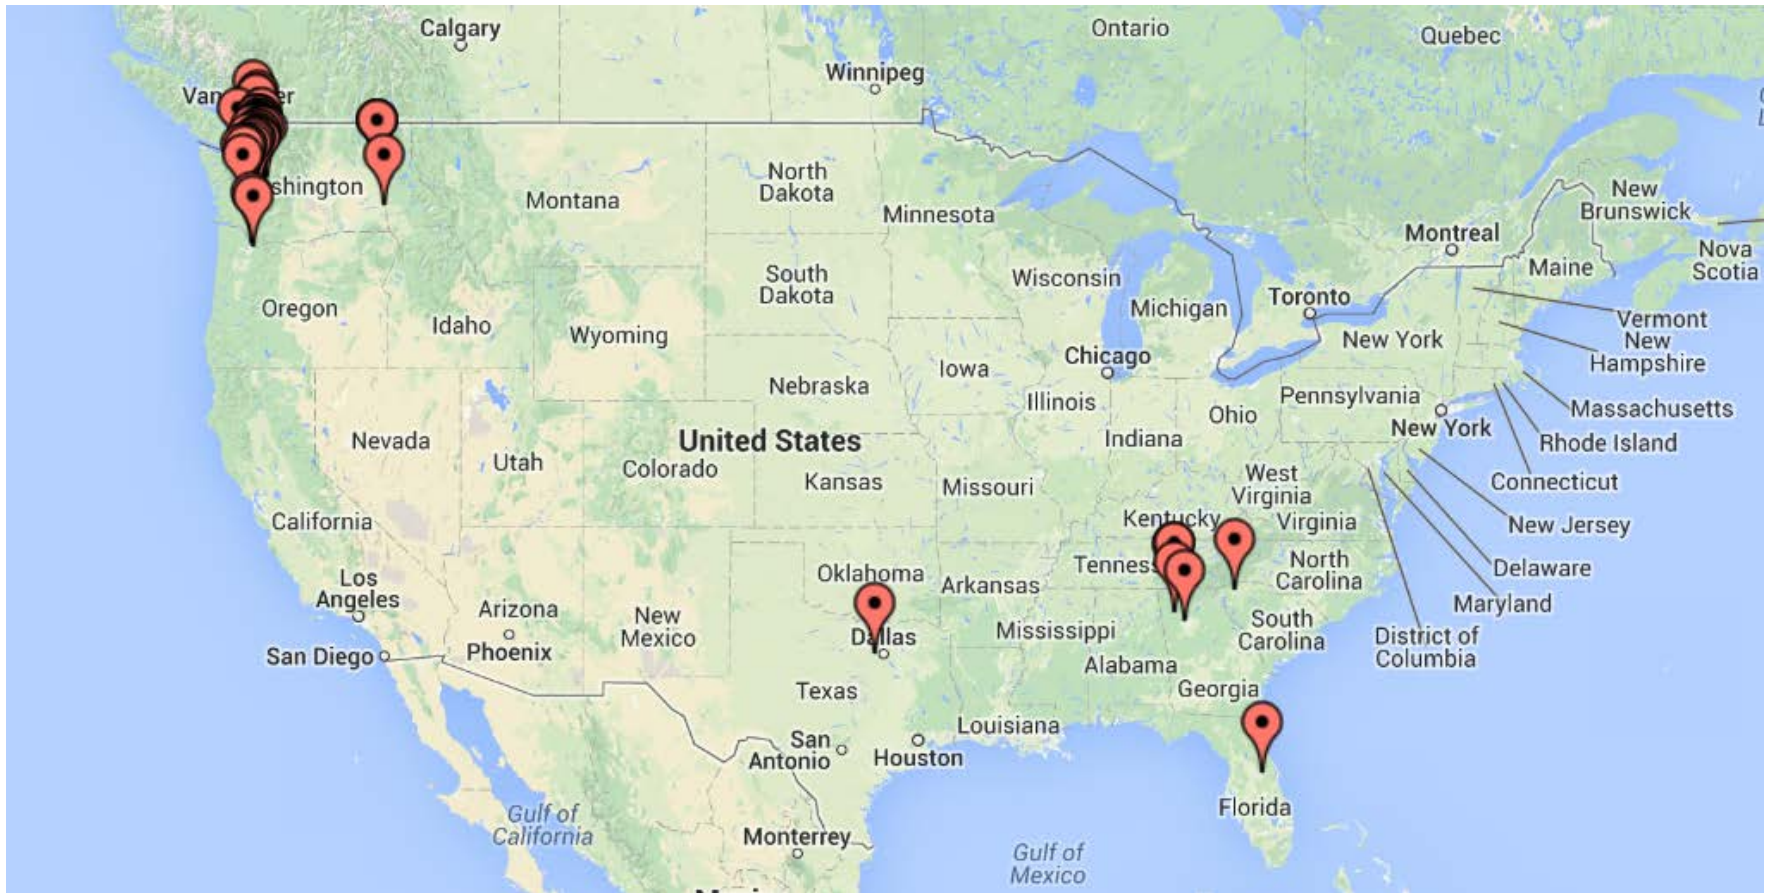 Calgary
Ontario
Quebec
Winnipeg
Van er
shington
Montana
North
Dakota
Minnesota
New
Brunswick
Montreal
Nova
Scotia
Maine
Wisconsin
South
Dakota
Michigan
Toronto
Oregon
Idaho
Wyoming
Vermont
New
Hampshire
New York
Chicago
Iowa
Nebraska
Illinois
Pennsylvania
Ohio
Massachusetts
New York
Rhode Island
Indiana
United States
Nevada
Utah
Colorado
Kansas
Missouri
West
Virginia
Connecticut
California
Kentucky
Virginia
New Jersey
Oklahoma
Arkansas
Tenness
North
Carolina
Delaware
Maryland
Los
Angeles
Arizona
New
Mexico
Phoenix
San Diego
Dallas
Mississippi
South
Carolina
District of
Columbia
Alabama
Georgia
Texas
Louisiana
San
Antonio
Houston
Florida
Gulf of
California
Monterrey
Gulf of
Mexico